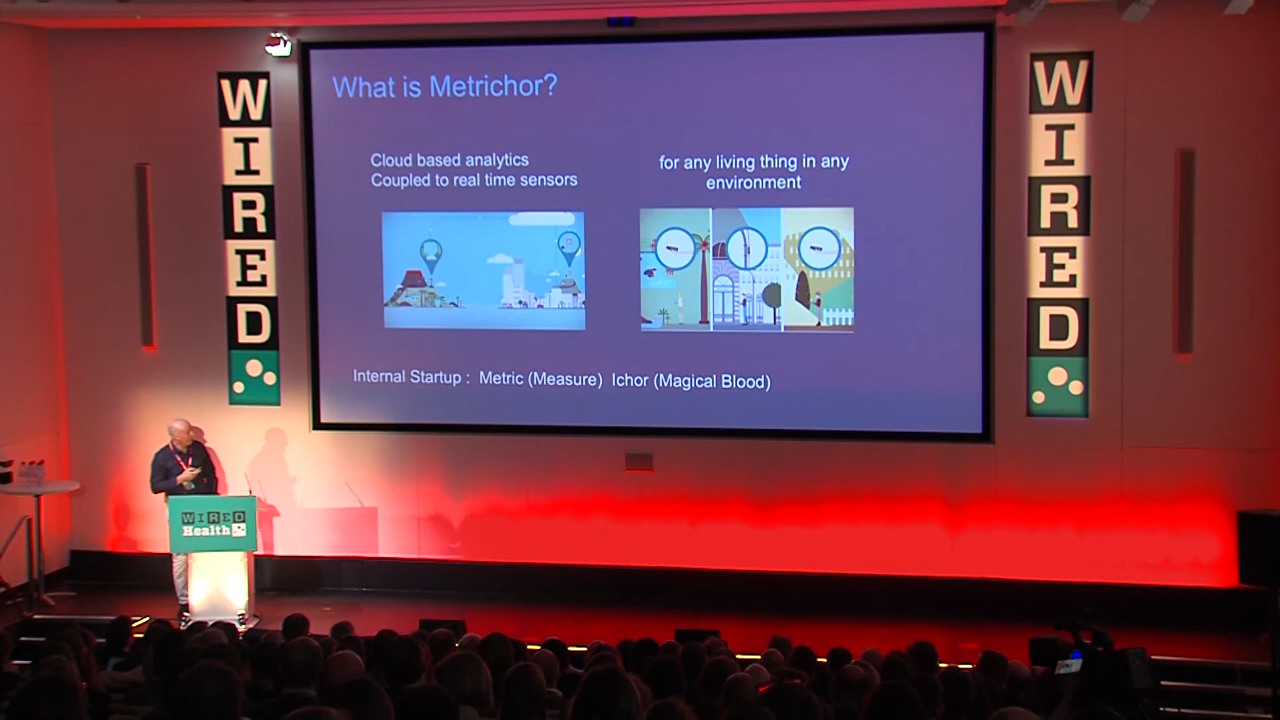 What is Metrichor?
Cloud based analytics
Coupled to real time sensors
for any living thing in any
environment
Internal Startup : Metric (Measure) Ichor (Magical Blood)
WIRED
WIRED
WIRED
Health